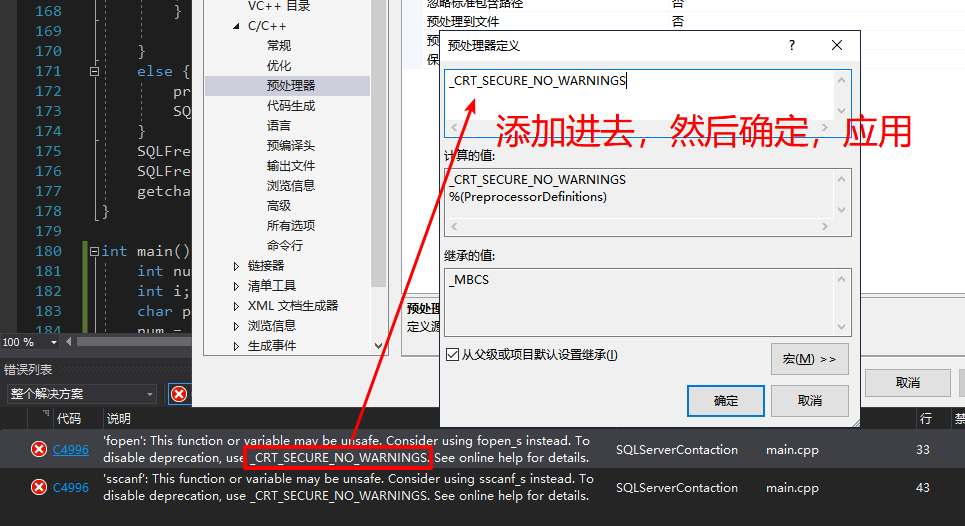 168
169
170
171
172
173
174
175
176
177
178
179
180
181
182
183
184
}
}
else {
pr
SQ
}
SQLFre
SQLFre
getcha
}
int main()
int nu
int i;
char p
num =
100 %
VC++ 目录
C/C++
常规
优化
预处理器
代码生成
语言
预编译头
输出文件
浏览信息
高级
所有选项
命令行
链接器
清单工具
XML 文档生成器
浏览信息
生成事件
忽略标准包含路径
否
预处理到文件
否
预
保
预处理
定义源
预处理器定义
?
_CRT_SECURE_NO_WARNINGS
添加进去，然后确定，应用
计算的值:
_CRT_SECURE_NO_WARNINGS
%(PreprocessorDefinitions)
继承的值:
_MBCS
从父级或项目默认设置继承(I)
宏(M) >>
确定
取消
取消
错误列表
整个解决方案
代码
说明
行
禁
C4996
'fopen': This function or variable may be unsafe. Consider using fopen_s instead. To
disable deprecation, use _CRT_SECURE_NO_WARNINGS. See online help for details.
SQLServerContaction
main.cpp
33
C4996
'sscanf': This function or variable may be unsafe. Consider using sscanf_s instead. To
disable deprecation, use _CRT_SECURE_NO_WARNINGS. See online help for details.
SQLServerContaction
main.cpp
43